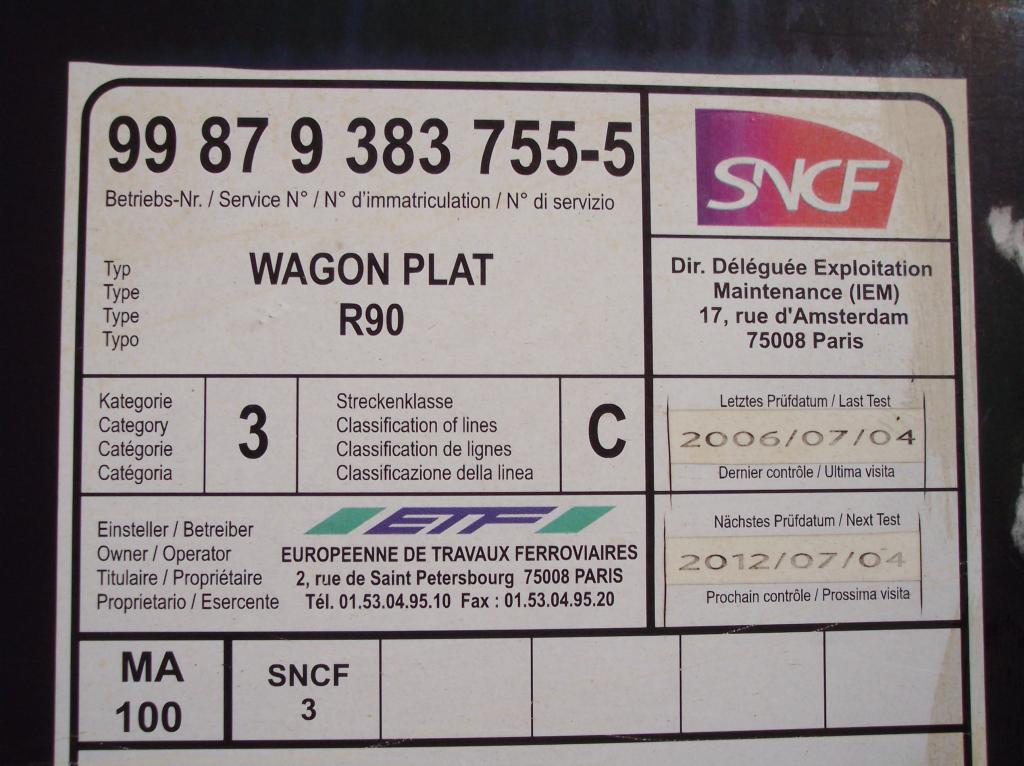 99 87 9 383 755-5
Betriebs-Nr. / Service N° / N° d'immatriculation / N° di servizio
Typ
Type
Type
Typo
WAGON PLAT
R90
SNCF
Dir. Déléguée Exploitation
Maintenance (IEM)
17, rue d'Amsterdam
75008 Paris
Kategorie
Category
Catégorie
Catégoria
3
Streckenklasse
Classification of lines
Classification de lignes
Classificazione della linea
C
Letztes Prüfdatum / Last Test
2006/07/04
Dernier contrôle / Ultima visita
Einsteller / Betreiber
Owner / Operator
Titulaire / Propriétaire
Proprietario / Esercente
ETF
EUROPEENNE DE TRAVAUX FERROVIAIRES
2, rue de Saint Petersbourg 75008 PARIS
Tél. 01.53.04.95.10 Fax : 01.53.04.95.20
Nächstes Prüfdatum / Next Test
2012/07/04
Prochain contrôle / Prossima visita
MA
100
SNCF
3